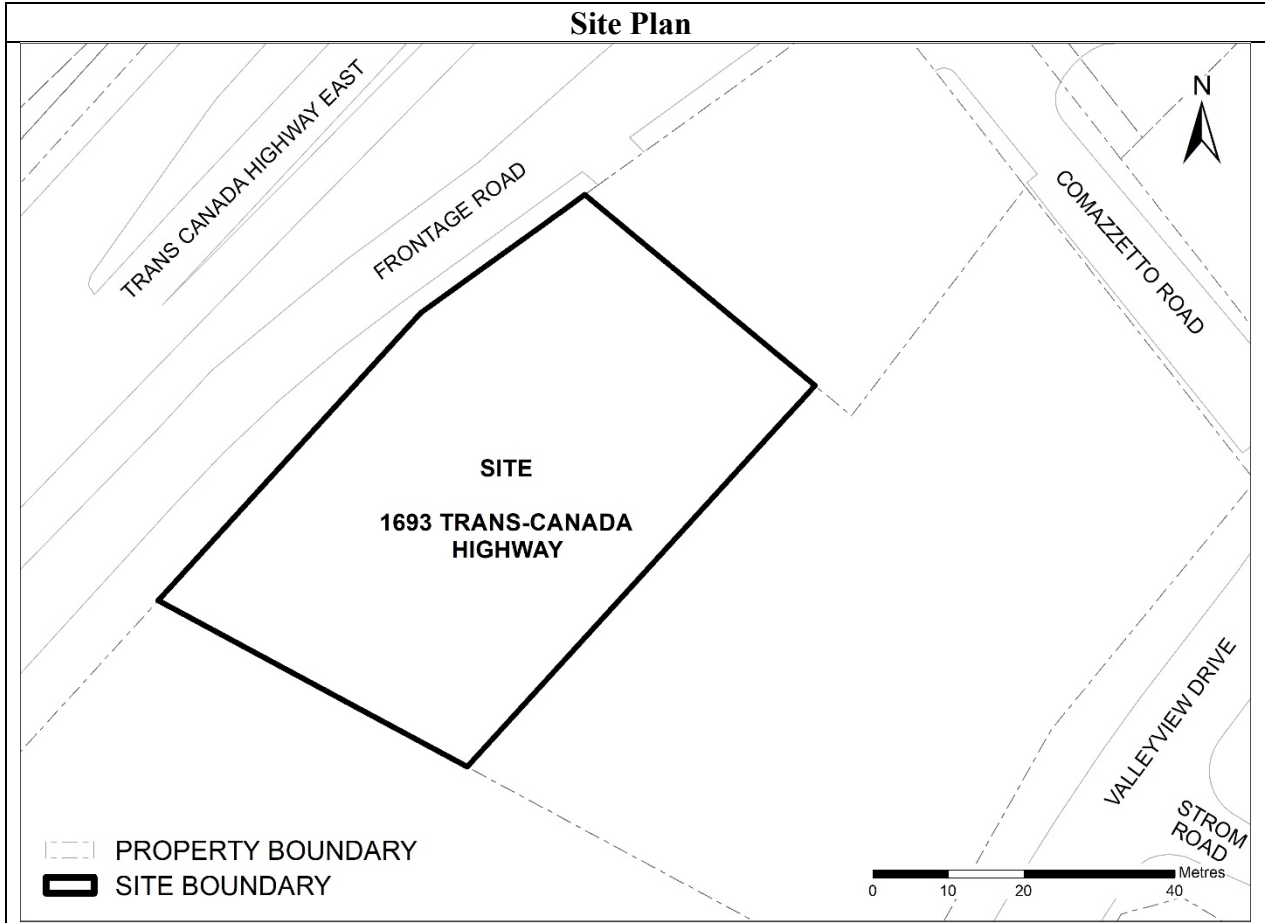 Site Plan
N
TRANS CANADA HIGHWAY EAST
FRONTAGE ROAD
COMAZZETTO ROAD
SITE
1693 TRANS-CANADA
HIGHWAY
VALLEYVIEW DRIVE
STROM
ROAD
PROPERTY BOUNDARY
SITE BOUNDARY
Metres
0 10 20 40